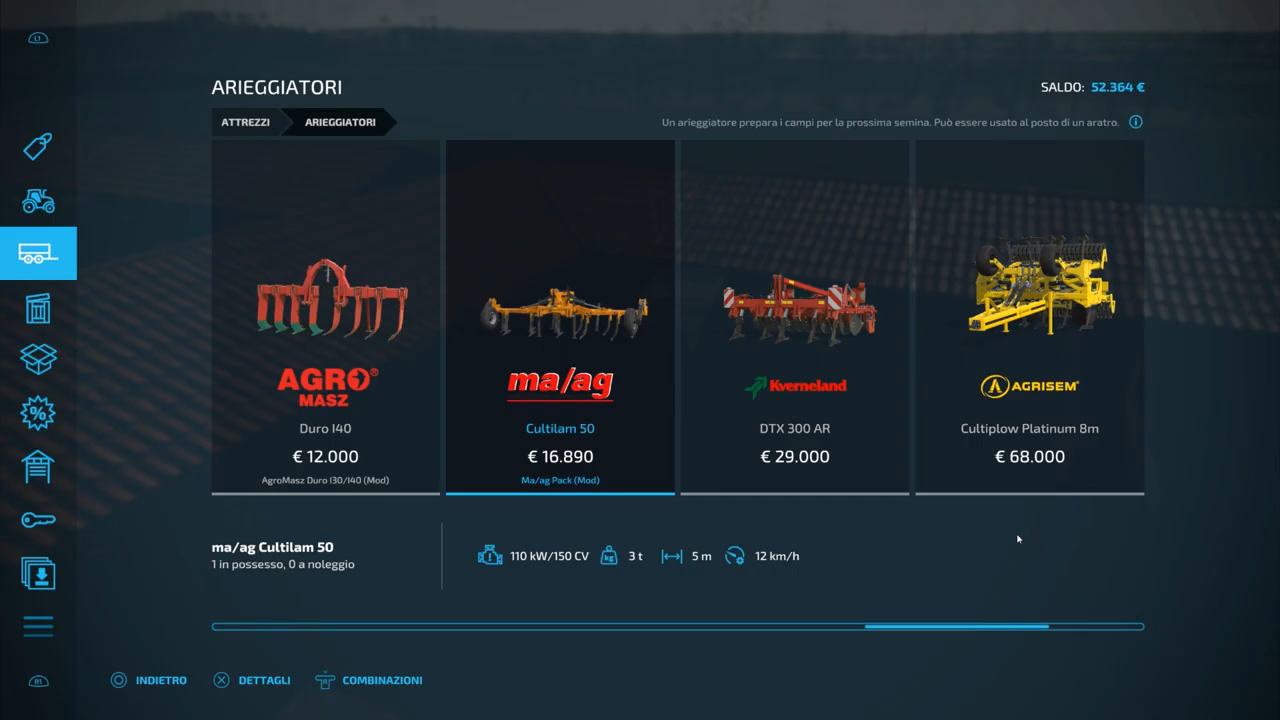 L1
ARIEGGIATORI
SALDO: 52.364 €
ATTREZZI
ARIEGGIATORI
Un arieggiatore prepara i campi per la prossima semina. Può essere usato al posto di un aratro.
AGRO MASZ®
Duro I40
€ 12.000
AgroMasz Duro I30/I40 (Mod)
ma/ag
Cultilam 50
€ 16.890
Ma/ag Pack (Mod)
Kverneland
DTX 300 AR
€ 29.000
AGRISEM®
Cultiplow Platinum 8m
€ 68.000
ma/ag Cultilam 50
1 in possesso, 0 a noleggio
110 kW/150 CV
kg
3 t
5 m
12 km/h
R1
INDIETRO
DETTAGLI
R
COMBINAZIONI